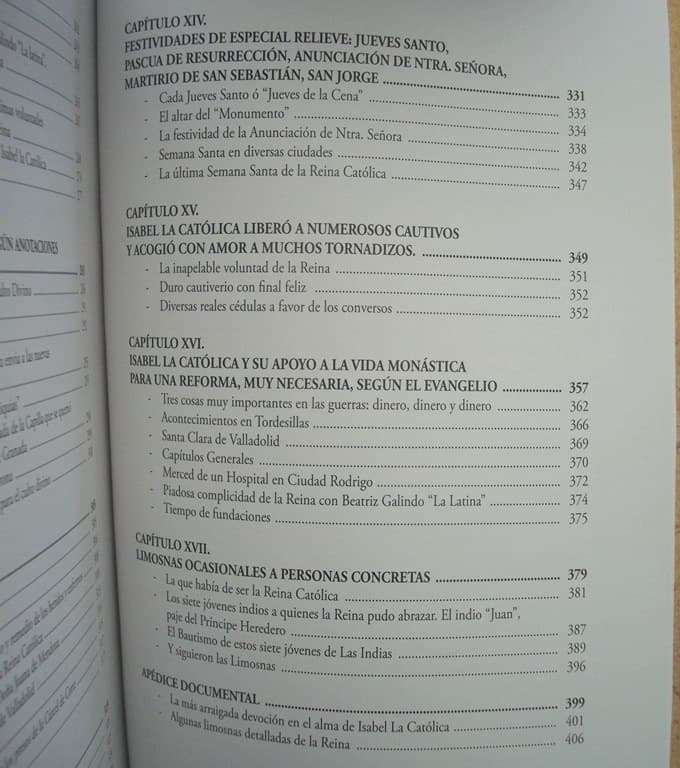 Galindo "La latina".
Isabel la Católica
SEGÚN ANOTACIONES
CAPÍTULO XIV.
FESTIVIDADES DE ESPECIAL RELIEVE: JUEVES SANTO,
PASCUA DE RESURRECCIÓN, ANUNCIACIÓN DE NTRA. SEÑORA,
MARTIRIO DE SAN SEBASTIÁN, SAN JORGE 331
- Cada Jueves Santo ó “Jueves de la Cena” 333
- El altar del “Monumento” 334
- La festividad de la Anunciación de Ntra. Señora 338
- Semana Santa en diversas ciudades 342
- La última Semana Santa de la Reina Católica 347
CAPÍTULO XV.
ISABEL LA CATÓLICA LIBERÓ A NUMEROSOS CAUTIVOS
Y ACOGIÓ CON AMOR A MUCHOS TORNADIZOS. 349
- La inapelable voluntad de la Reina 351
- Duro cautiverio con final feliz 352
- Diversas reales cédulas a favor de los conversos 352
CAPÍTULO XVI.
ISABEL LA CATÓLICA Y SU APOYO A LA VIDA MONÁSTICA
PARA UNA REFORMA, MUY NECESARIA, SEGÚN EL EVANGELIO 357
- Tres cosas muy importantes en las guerras: dinero, dinero y dinero 362
- Acontecimientos en Tordesillas 366
- Santa Clara de Valladolid 369
- Capítulos Generales 370
- Merced de un Hospital en Ciudad Rodrigo 372
- Piadosa complicidad de la Reina con Beatriz Galindo “La Latina” 374
- Tiempo de fundaciones 375
CAPÍTULO XVII.
LIMOSNAS OCASIONALES A PERSONAS CONCRETAS 379
- La que había de ser la Reina Católica 381
- Los siete jóvenes indios a quienes la Reina pudo abrazar. El indio “Juan”,
paje del Príncipe Heredero 387
- El Bautismo de estos siete jóvenes de Las Indias 389
- Y siguieron las Limosnas 396
APÉDICE DOCUMENTAL 399
- La más arraigada devoción en el alma de Isabel La Católica 401
- Algunas limosnas detalladas de la Reina 406